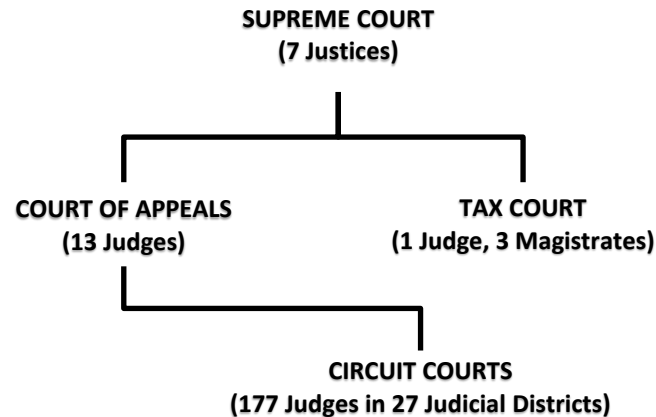 SUPREME COURT
(7 Justices)
COURT OF APPEALS
(13 Judges)
TAX COURT
(1 Judge, 3 Magistrates)
CIRCUIT COURTS
(177 Judges in 27 Judicial Districts)